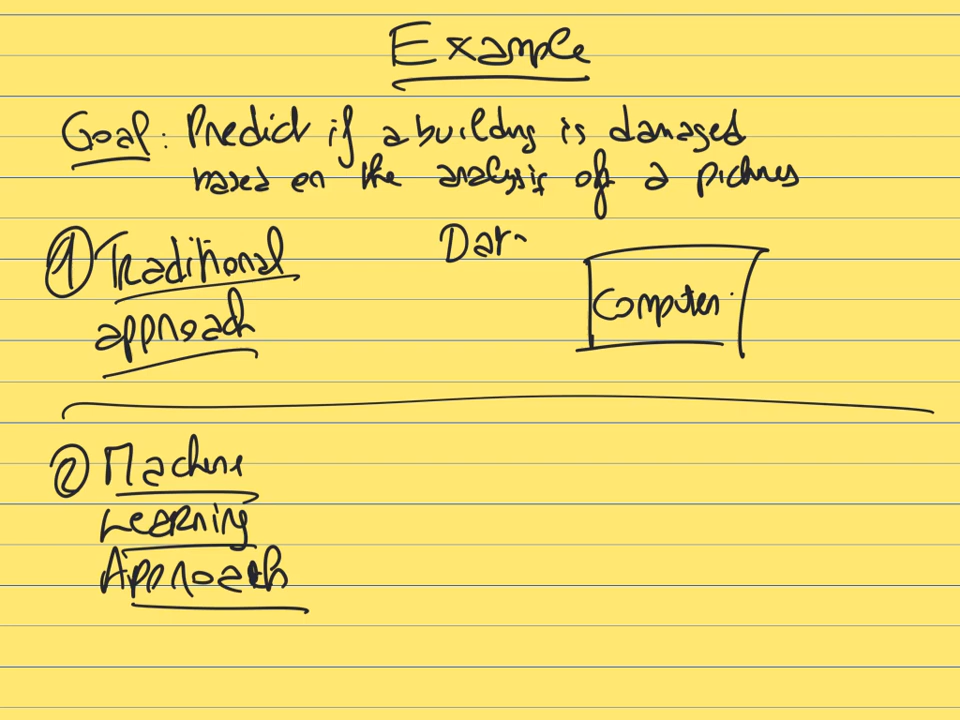 Example
Goal: Predict if a building is damaged
based on the analysis of a pictures
① Traditional
approach
Dat
Computer
② Machine
Learning
Approach